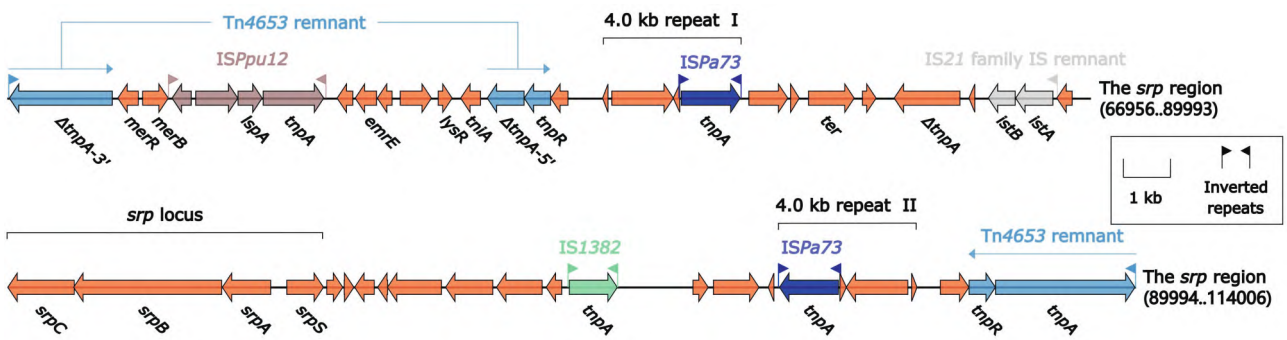 Tn4653 remnant
4.0 kb repeat I
ISPpu12
ISPa73
IS21 family IS remnant
The srp region
(66956..89993)
ΔtnpA-3'
merR
merB
lspA
tnpA
emrE
lysR
tniA
ΔtnpA-5'
tnpR
tnpA
ter
ΔtnpA
istB
istA
1 kb
Inverted
repeats
srp locus
4.0 kb repeat II
IS1382
ISPa73
Tn4653 remnant
The srp region
(89994..114006)
srpC
srpB
srpA
srpS
tnpA
tnpA
tnpR
tnpA